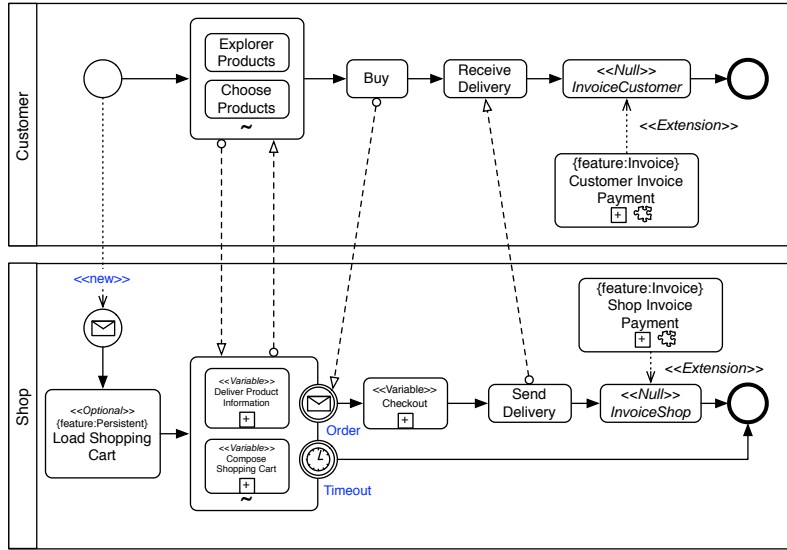 Customer
Explorer
Products
Choose
Products
~
Buy
Receive
Delivery
<<Null>>
InvoiceCustomer
<<Extension>>
{feature:Invoice}
Customer Invoice
Payment
+
Shop
<<new>>
<<Optional>>
{feature:Persistent}
Load Shopping
Cart
<<Variable>>
Deliver Product
Information
+
<<Variable>>
Compose
Shopping Cart
+
~
Order
Timeout
<<Variable>>
Checkout
+
Send
Delivery
{feature:Invoice}
Shop Invoice
Payment
+
<<Extension>>
<<Null>>
InvoiceShop